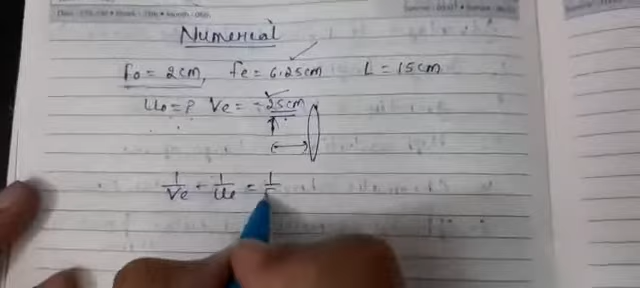 Numerical
fo = 2cm, fe = 6.25cm L = 15cm
Uo = ? Ve = -25cm
1/Ve - 1/Ue = 1/f